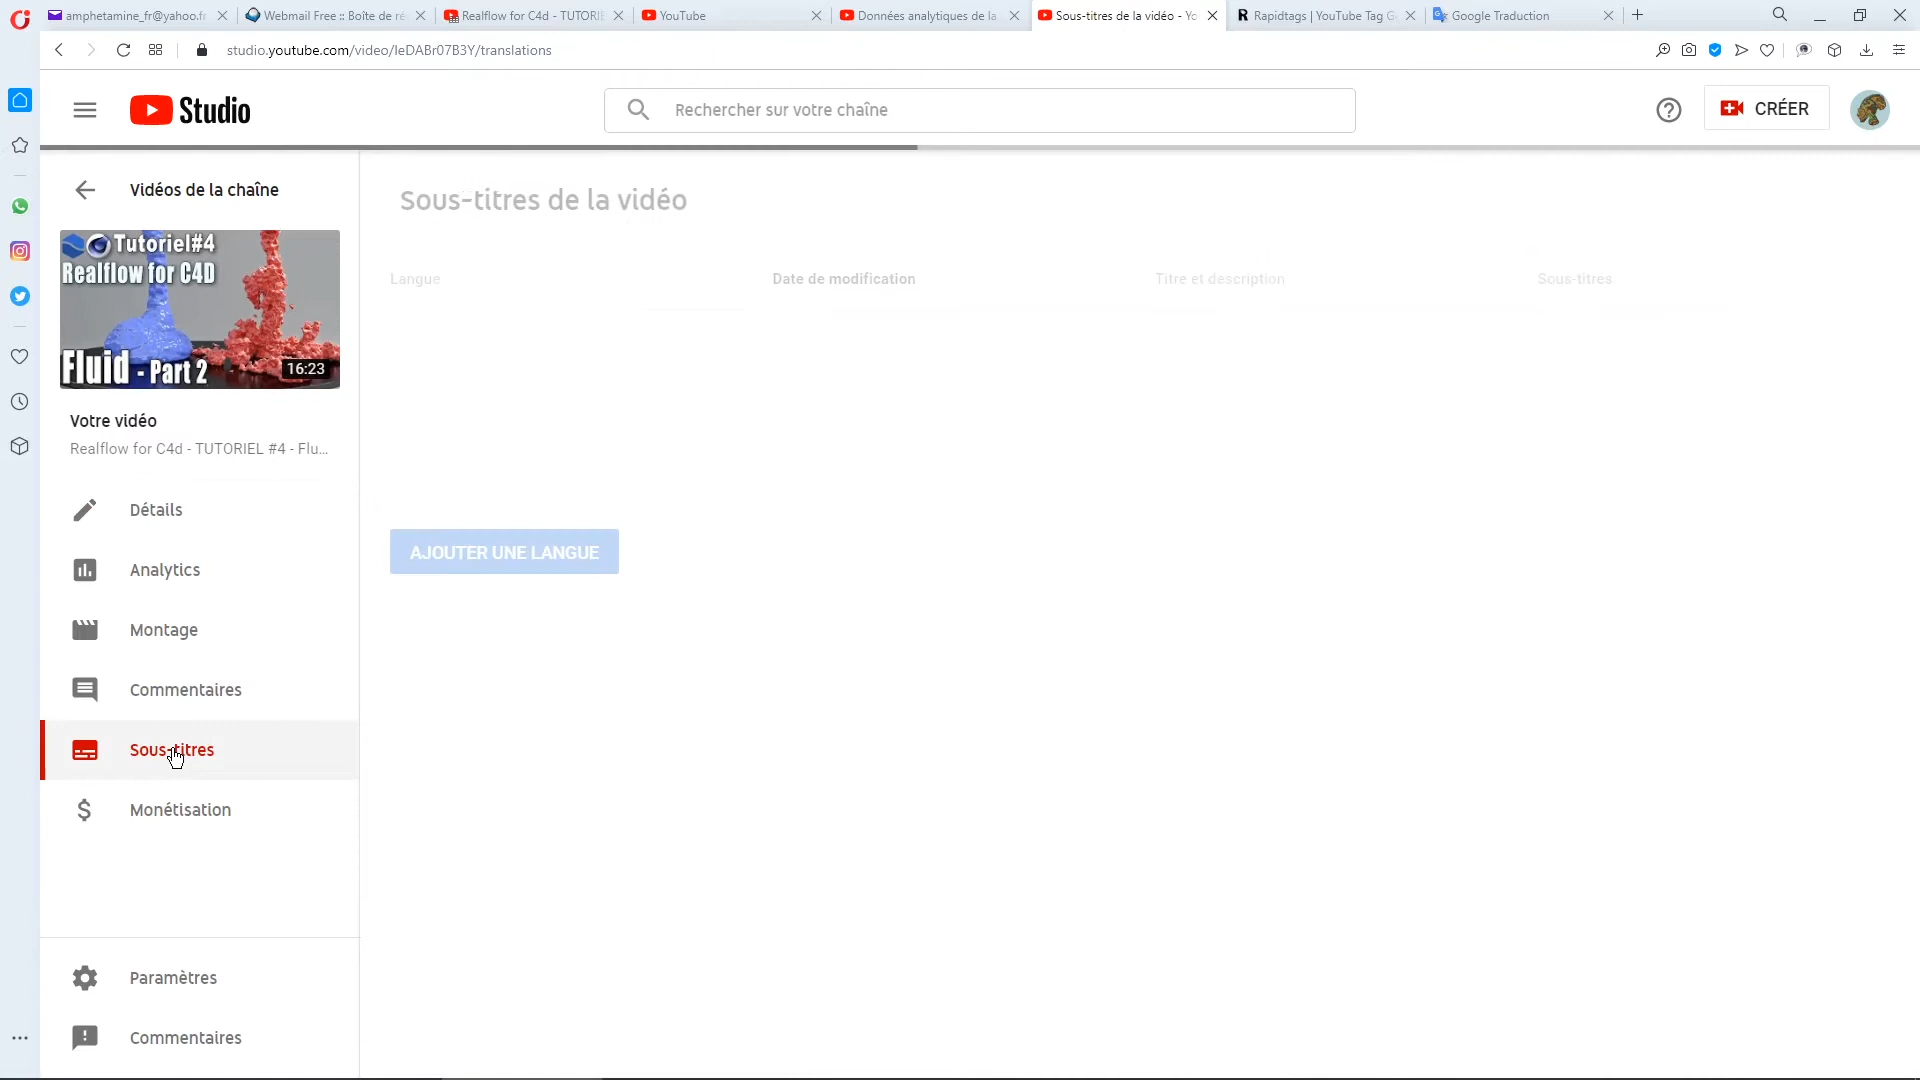 amphetamine_fr@yahoo.fr
Webmail Free :: Boîte de ré
Realflow for C4d - TUTORIE
YouTube
Données analytiques de la
Sous-titres de la vidéo - Yo
Rapidtags | YouTube Tag G
Google Traduction
studio.youtube.com/video/IeDABr07B3Y/translations
Studio
Rechercher sur votre chaîne
CRÉER
Vidéos de la chaîne
Tutoriel#4
Realflow for C4D
Fluid - Part 2
16:23
Votre vidéo
Realflow for C4d - TUTORIEL #4 - Flu...
Détails
Analytics
Montage
Commentaires
Sous-titres
Monétisation
Paramètres
Commentaires
Sous-titres de la vidéo
Langue
Date de modification
Titre et description
Sous-titres
AJOUTER UNE LANGUE